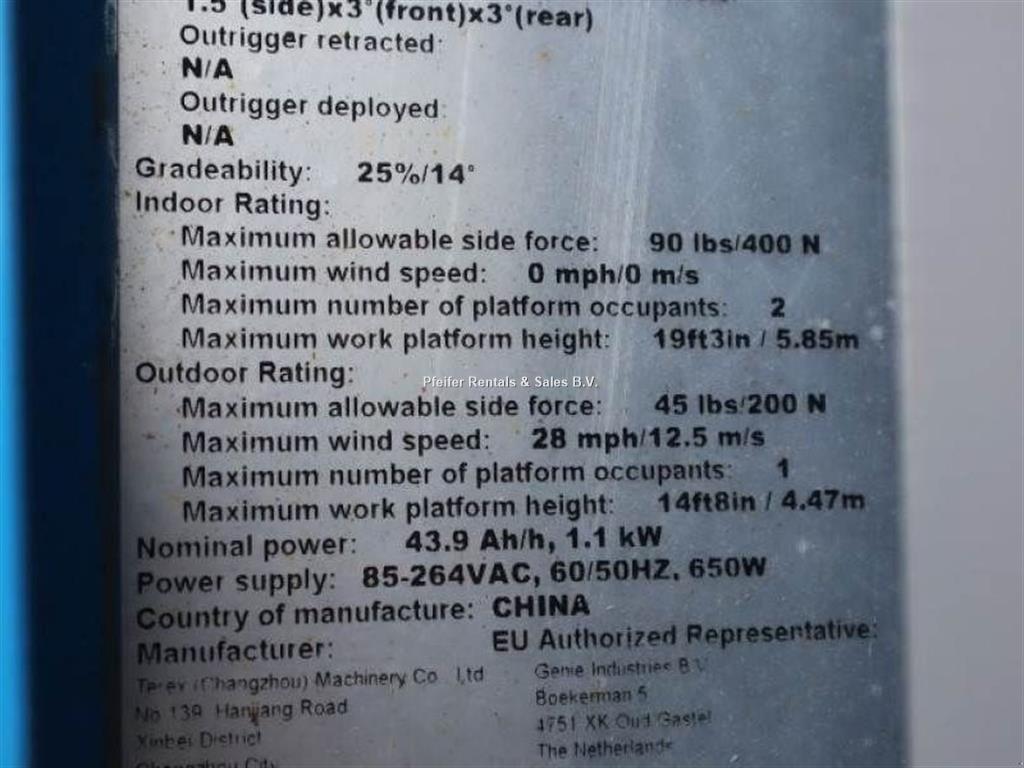 1.5°(side)x3°(front)x3°(rear)
Outrigger retracted:
N/A
Outrigger deployed:
N/A
Gradeability: 25%/14°
Indoor Rating:
Maximum allowable side force: 90 lbs/400 N
Maximum wind speed: 0 mph/0 m/s
Maximum number of platform occupants: 2
Maximum work platform height: 19ft3in / 5.85m
Outdoor Rating:
Pfeifer Rentals & Sales B.V.
Maximum allowable side force: 45 lbs/200 N
Maximum wind speed: 28 mph/12.5 m/s
Maximum number of platform occupants: 1
Maximum work platform height: 14ft8in / 4.47m
Nominal power: 43.9 Ah/h, 1.1 kW
Power supply: 85-264VAC, 60/50HZ, 650W
Country of manufacture: CHINA
Manufacturer:
Terex (Changzhou) Machinery Co., Ltd
No 139 Hanjiang Road
Xinbei District
Changzhou City
EU Authorized Representative:
Genie Industries B.V.
Boekerman 5
4751 XK Oud Gastel
The Netherlands